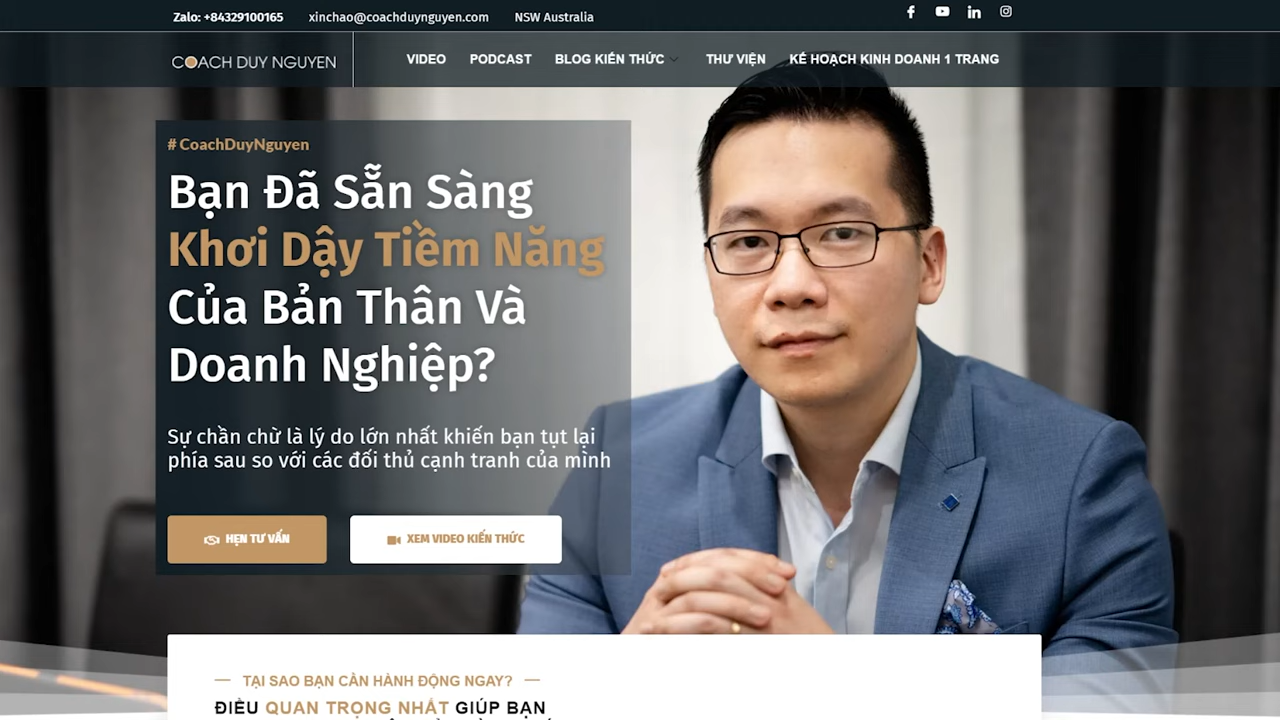 Zalo: +84329100165 xinchao@coachduynguyen.com NSW Australia
COACH DUY NGUYEN VIDEO PODCAST BLOG KIẾN THỨC THƯ VIỆN KẾ HOẠCH KINH DOANH 1 TRANG
# CoachDuyNguyen
Bạn Đã Sẵn Sàng
Khơi Dậy Tiềm Năng
Của Bản Thân Và
Doanh Nghiệp?
Sự chần chừ là lý do lớn nhất khiến bạn tụt lại
phía sau so với các đối thủ cạnh tranh của mình
HẸN TƯ VẤN XEM VIDEO KIẾN THỨC
TẠI SAO BẠN CẦN HÀNH ĐỘNG NGAY?
ĐIỀU QUAN TRỌNG NHẤT GIÚP BẠN